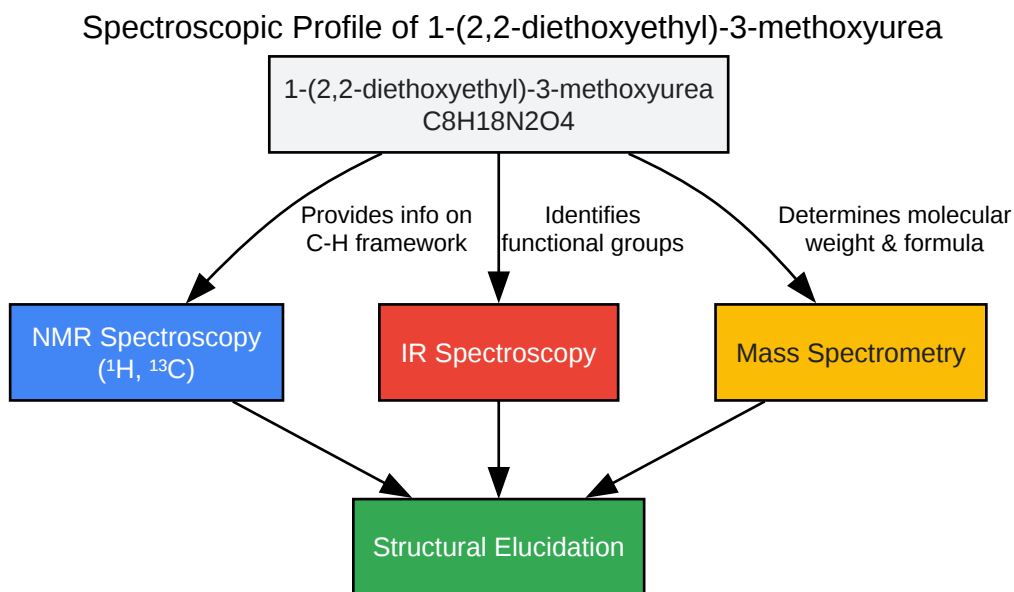 Spectroscopic Profile of 1-(2,2-diethoxyethyl)-3-methoxyurea
1-(2,2-diethoxyethyl)-3-methoxyurea
C8H18N2O4
Provides info on
C-H framework
Identifies
functional groups
Determines molecular
weight & formula
NMR Spectroscopy
(¹H, ¹³C)
IR Spectroscopy
Mass Spectrometry
Structural Elucidation